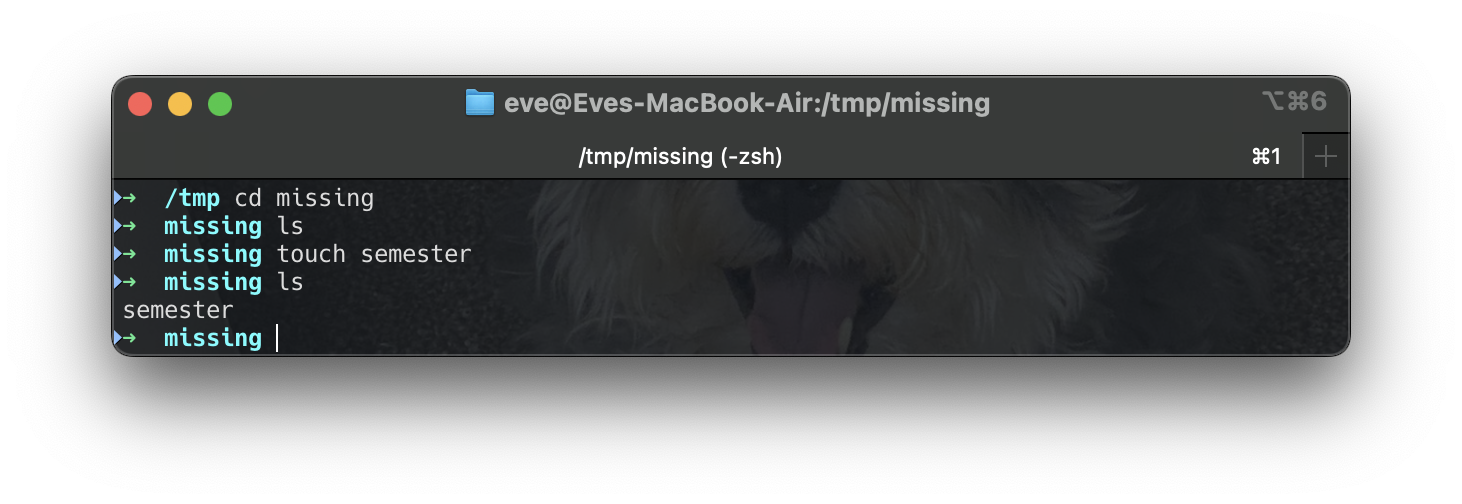 eve@Eves-MacBook-Air:/tmp/missing ⌥⌘6
/tmp/missing (-zsh) ⌘1
➜ /tmp cd missing
➜ missing ls
➜ missing touch semester
➜ missing ls
semester
➜ missing